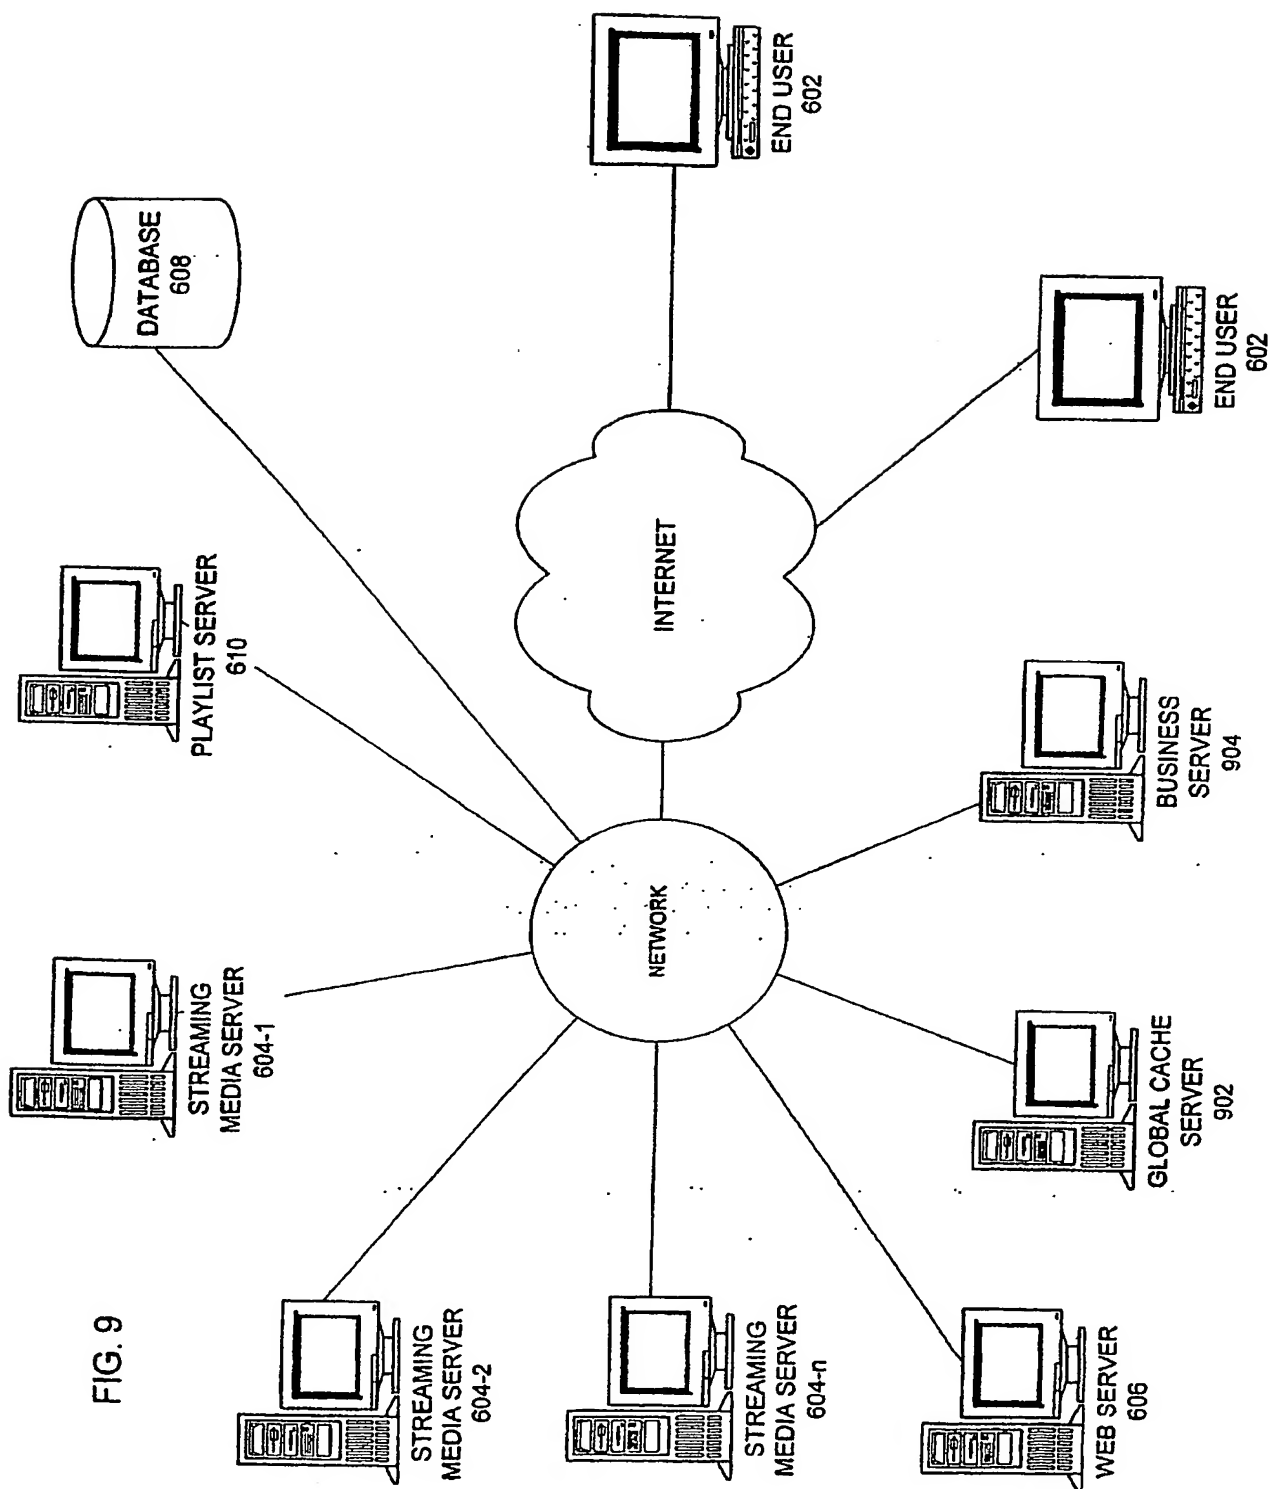 FIG. 9
STREAMING
MEDIA SERVER
604-1
PLAYLIST SERVER
610
DATABASE
608
STREAMING
MEDIA SERVER
604-2
STREAMING
MEDIA SERVER
604-n
NETWORK
INTERNET
END USER
602
WEB SERVER
606
GLOBAL CACHE
SERVER
902
BUSINESS
SERVER
904
END USER
602